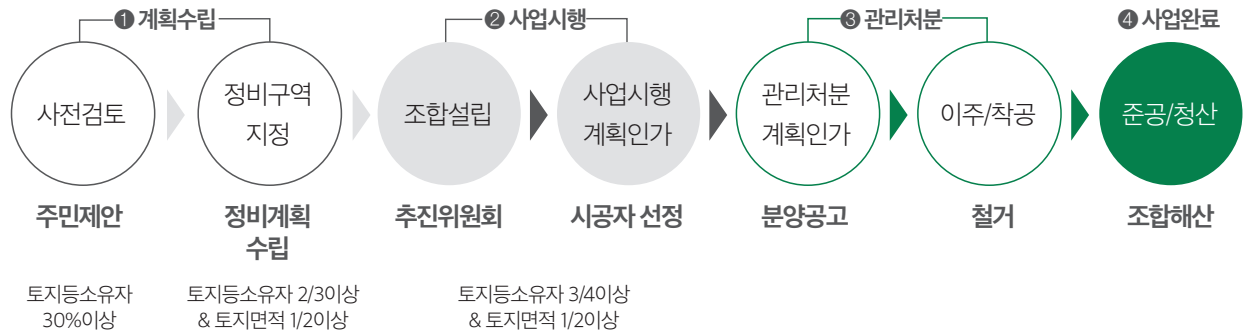 ❶ 계획수립
❷ 사업시행
❸ 관리처분
❹ 사업완료
사전검토
정비구역
지정
조합설립
사업시행
계획인가
관리처분
계획인가
이주/착공
준공/청산
주민제안
정비계획
수립
추진위원회
시공자 선정
분양공고
철거
조합해산
토지등소유자
30%이상
토지등소유자 2/3이상
& 토지면적 1/2이상
토지등소유자 3/4이상
& 토지면적 1/2이상